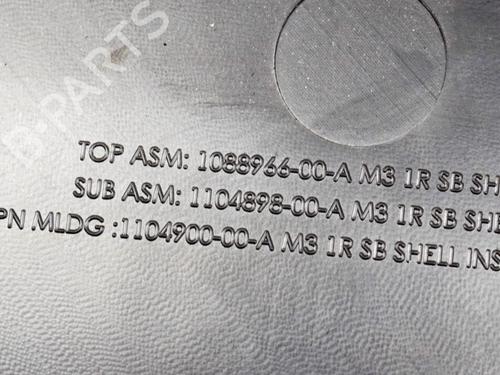 B-PARTS
TOP ASM: 1088966-00-A M3 1R SB SH
SUB ASM: 1104898-00-A M3 1R SB SHE
PN MLDG :1104900-00-A M3 1R SB SHELL INS